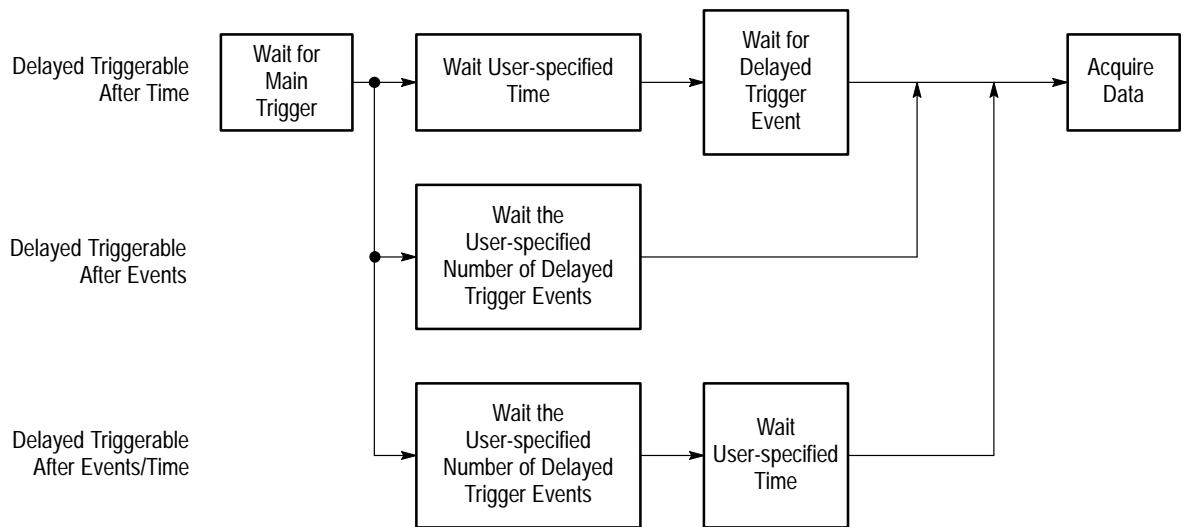 Delayed Triggerable
After Time
Wait for
Main
Trigger
Wait User-specified
Time
Wait for
Delayed
Trigger
Event
Acquire
Data
Delayed Triggerable
After Events
Wait the
User-specified
Number of Delayed
Trigger Events
Delayed Triggerable
After Events/Time
Wait the
User-specified
Number of Delayed
Trigger Events
Wait
User-specified
Time